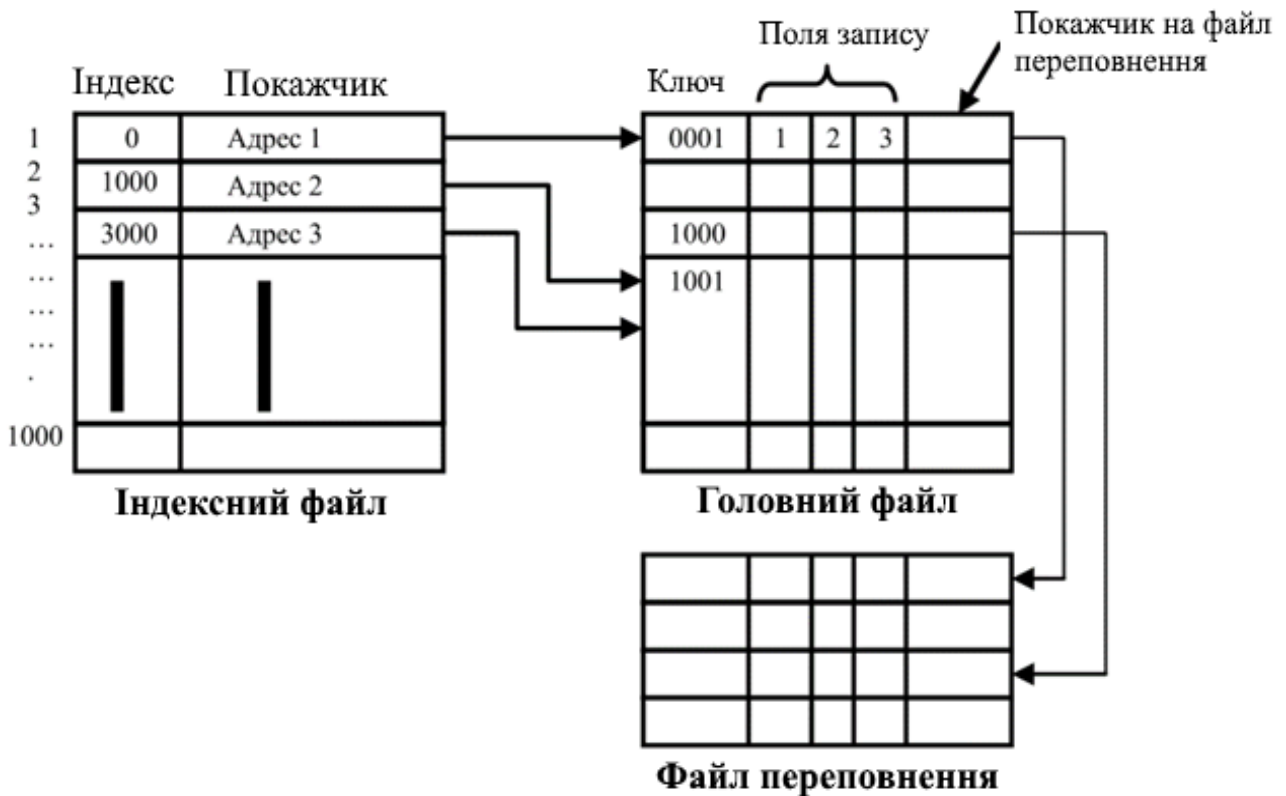 Поля запису
Покажчик на файл
переповнення
Індекс Покажчик
Ключ
1 0 Адрес 1
2 1000 Адрес 2
3 3000 Адрес 3
...
...
...
...
.
1000
0001 1 2 3
1000
1001
Індексний файл
Головний файл
Файл переповнення